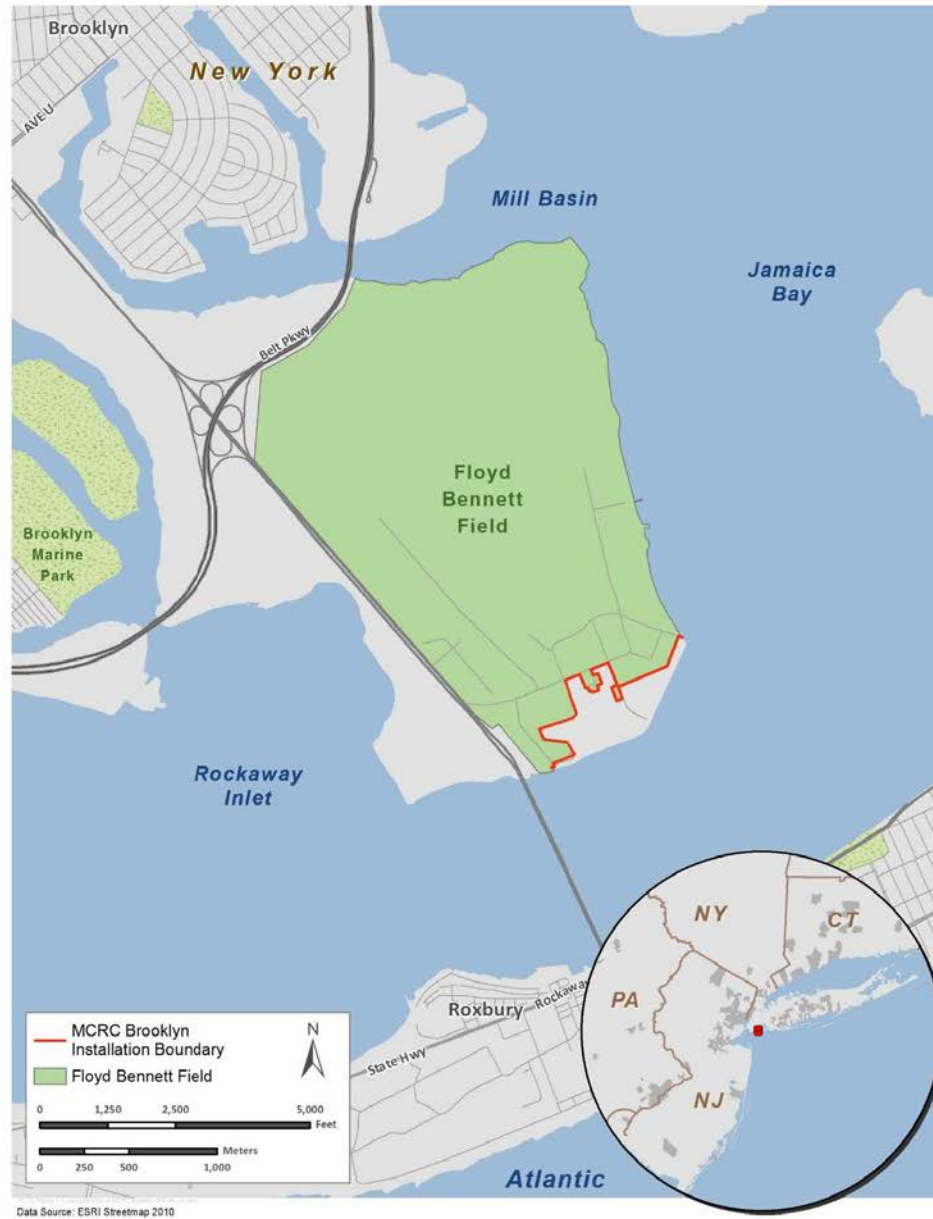 Brooklyn
New York
AVE U
Mill Basin
Jamaica
Bay
Belt Pkwy
Floyd
Bennett
Field
Brooklyn
Marine
Park
Rockaway
Inlet
NY
CT
PA
NJ
Roxbury
Rockaway
State Hwy
Atlantic
MCRC Brooklyn
Installation Boundary
N
Floyd Bennett Field
0 1,250 2,500 5,000
Feet
Meters
0 250 500 1,000
Data Source: ESRI Streetmap 2010